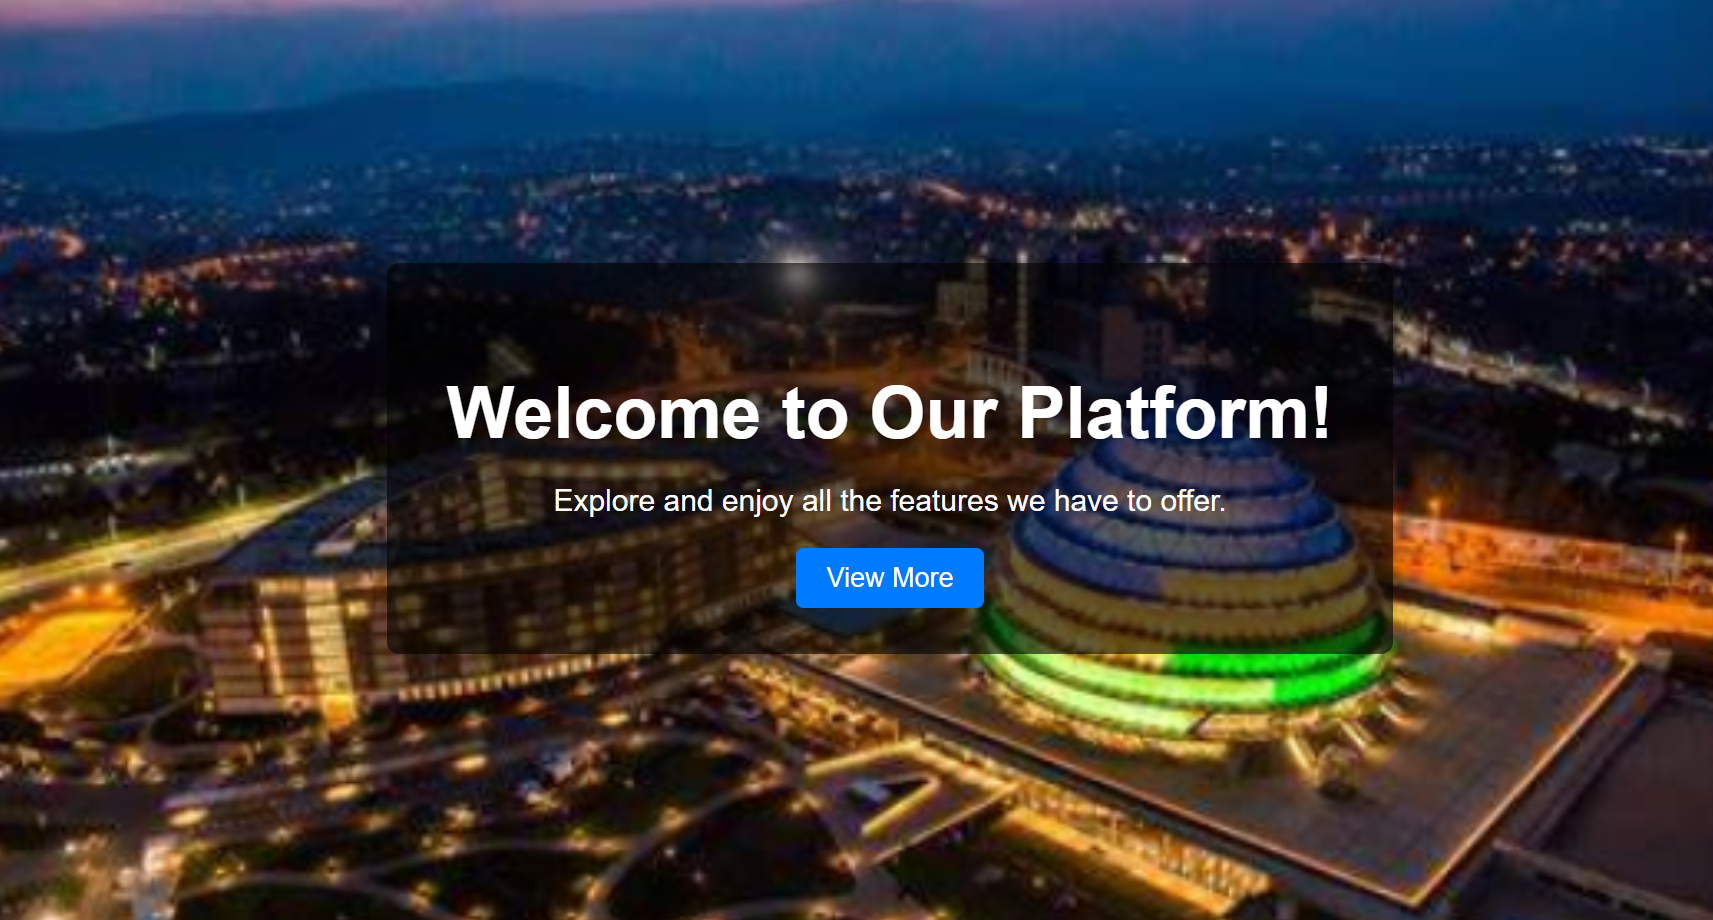 Welcome to Our Platform!
Explore and enjoy all the features we have to offer.
View More